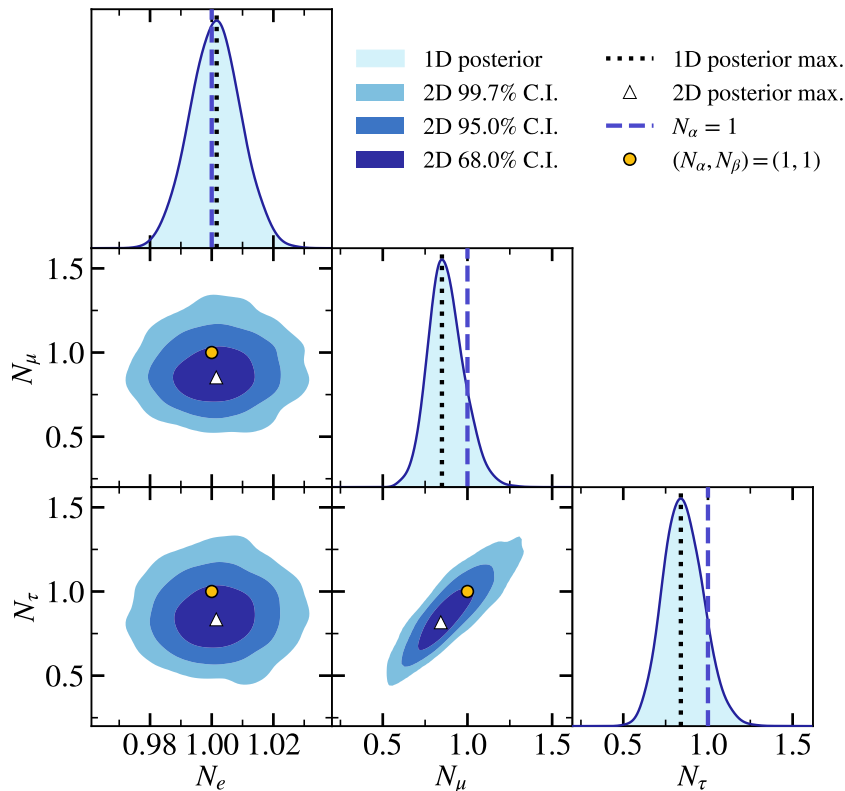 1D posterior
2D 99.7% C.I.
2D 95.0% C.I.
2D 68.0% C.I.
1D posterior max.
2D posterior max.
N_α = 1
(N_α, N_β) = (1, 1)
1.5
1.0
0.5
N_μ
1.5
1.0
0.5
N_τ
0.98 1.00 1.02
0.5 1.0 1.5
0.5 1.0 1.5
N_e
N_μ
N_τ